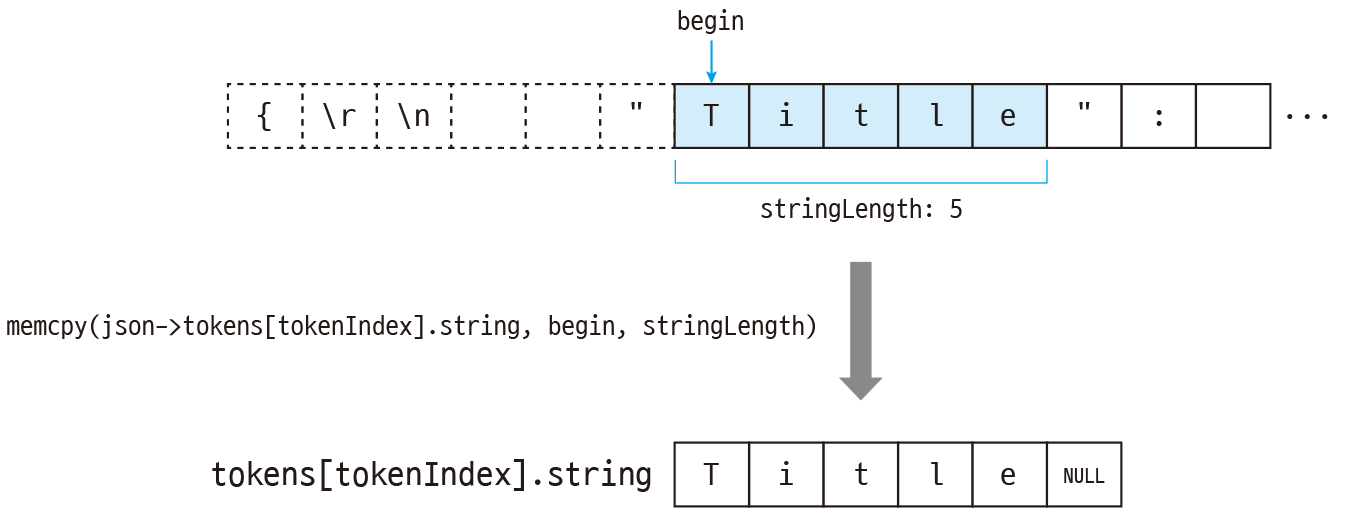 begin
{ \r \n " T i t l e " : ...
stringLength: 5
memcpy(json->tokens[tokenIndex].string, begin, stringLength)
tokens[tokenIndex].string T i t l e NULL